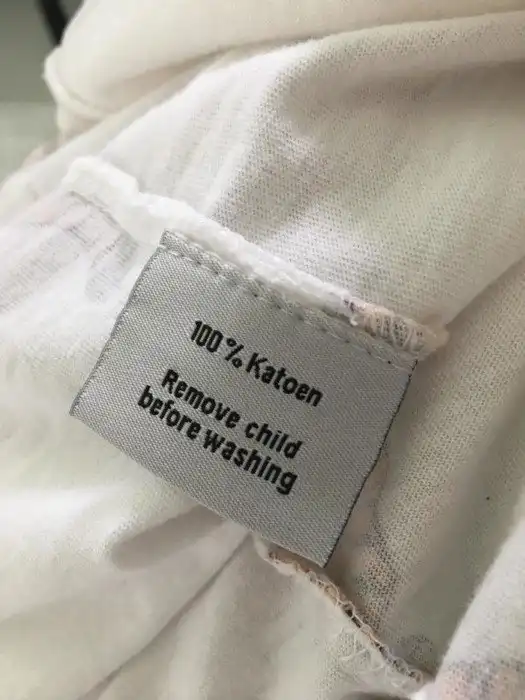 100% Katoen
Remove child
before washing